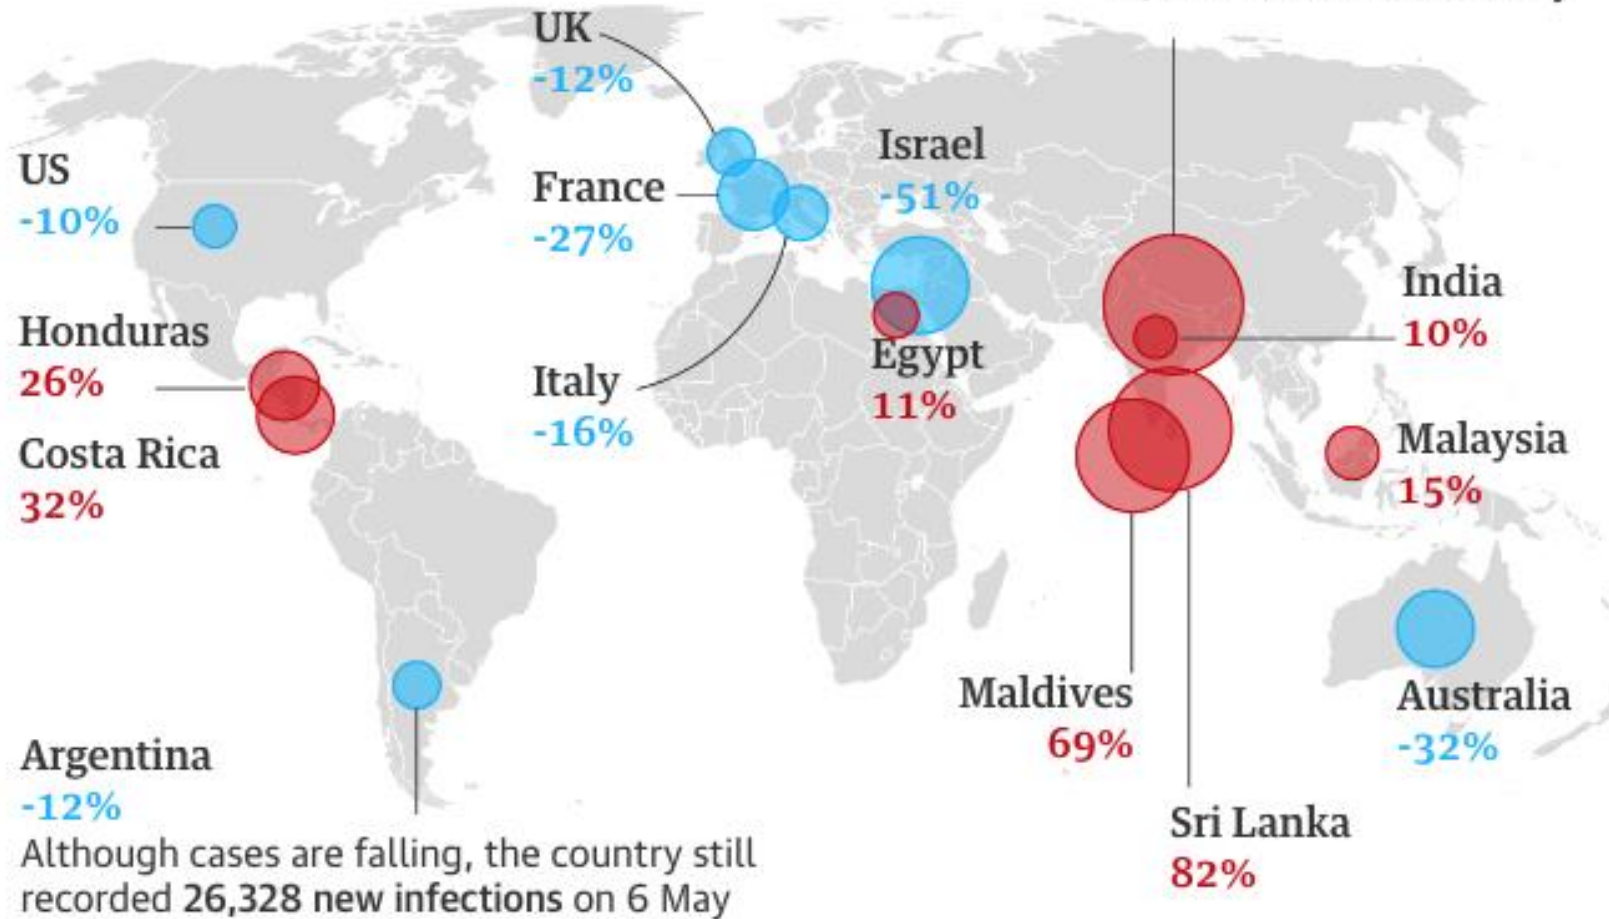 UK
-12%
US
-10%
France
-27%
Israel
-51%
India
10%
Honduras
26%
Italy
-16%
Egypt
11%
Costa Rica
32%
Malaysia
15%
Maldives
69%
Australia
-32%
Argentina
-12%
Although cases are falling, the country still
recorded 26,328 new infections on 6 May
Sri Lanka
82%